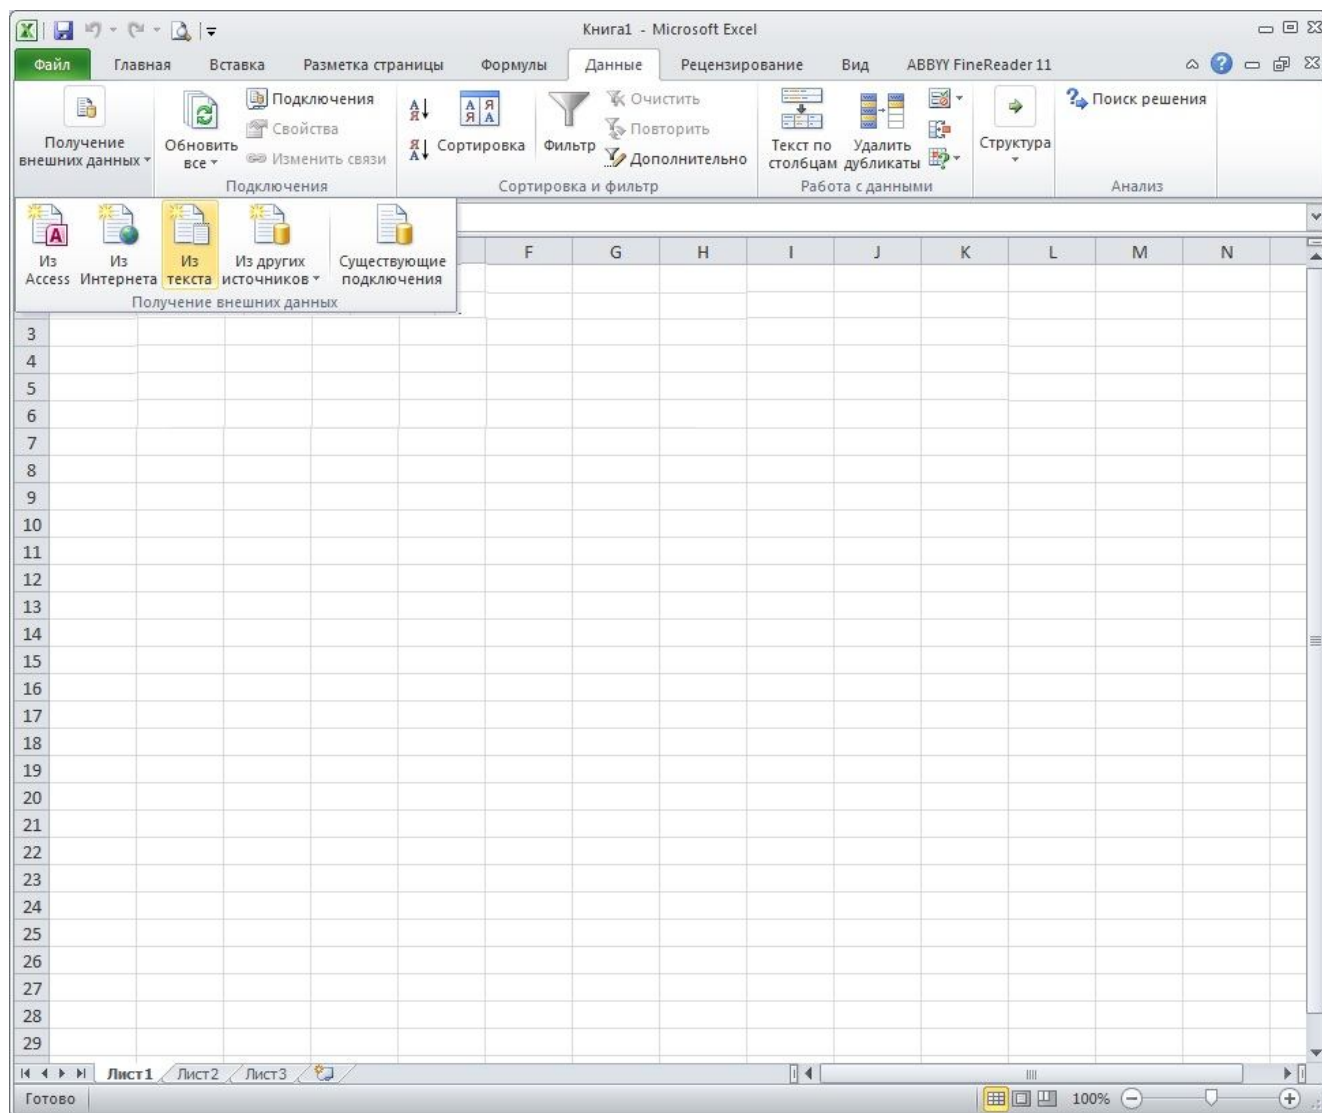 Книга1 - Microsoft Excel
Файл Главная Вставка Разметка страницы Формулы Данные Рецензирование Вид ABBYY FineReader 11
Получение внешних данных
Обновить все
Подключения
Свойства
Изменить связи
Подключения
А Я
Я А
Сортировка
Фильтр
Очистить
Повторить
Дополнительно
Сортировка и фильтр
Текст по столбцам
Удалить дубликаты
Работа с данными
Структура
Поиск решения
Анализ
Из Access
Из Интернета
Из текста
Из других источников
Существующие подключения
Получение внешних данных
F G H I J K L M N
3
4
5
6
7
8
9
10
11
12
13
14
15
16
17
18
19
20
21
22
23
24
25
26
27
28
29
Лист1 Лист2 Лист3
Готово 100%